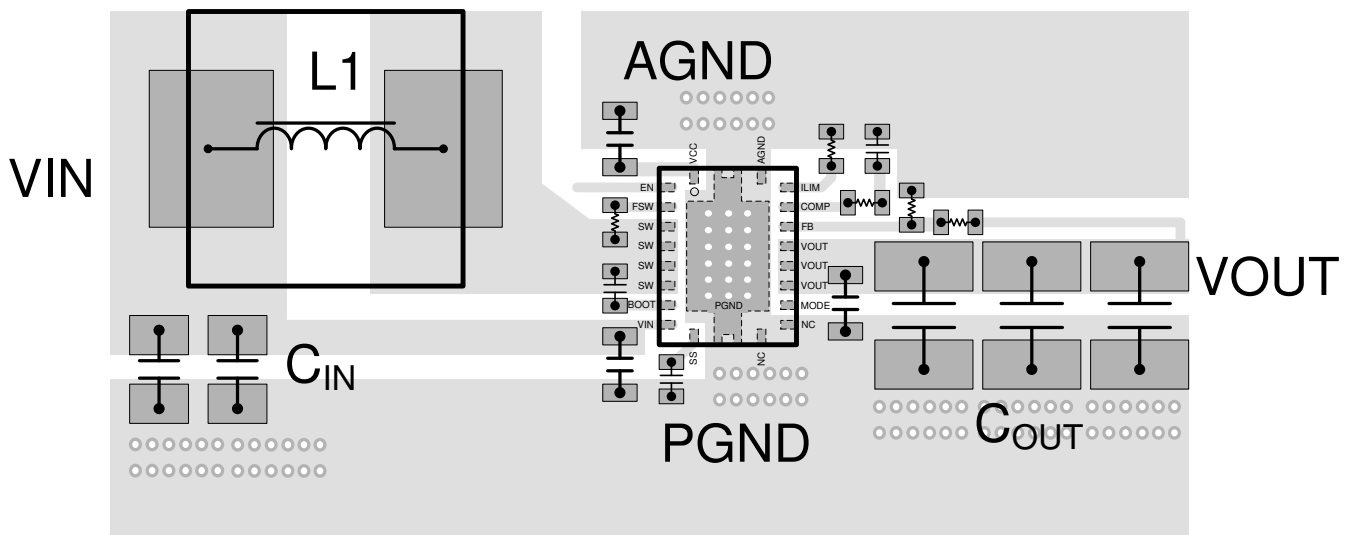 L1
AGND
VIN
VCC
AGND
EN
FSW
SW
SW
SW
SW
BOOT
VIN
ILIM
COMP
FB
VOUT
VOUT
VOUT
MODE
NC
PGND
SS
NC
VOUT
CIN
COUT
PGND